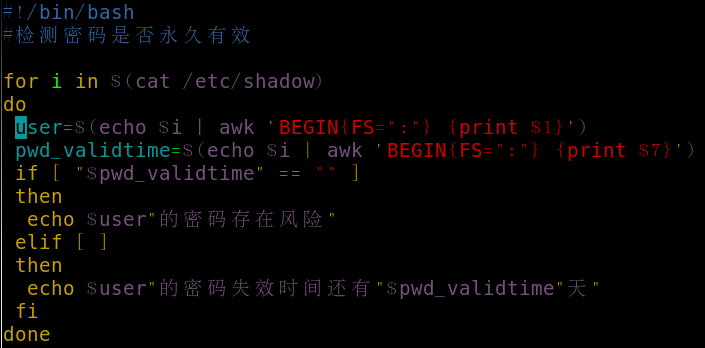 #!/bin/bash
#检测密码是否永久有效
for i in $(cat /etc/shadow)
do
user=$(echo $i | awk 'BEGIN{FS=":"} {print $1}')
pwd_validtime=$(echo $i | awk 'BEGIN{FS=":"} {print $7}')
if [ "$pwd_validtime" == "" ]
then
echo $user"的密码存在风险"
elif [ ]
then
echo $user"的密码失效时间还有"$pwd_validtime"天"
fi
done